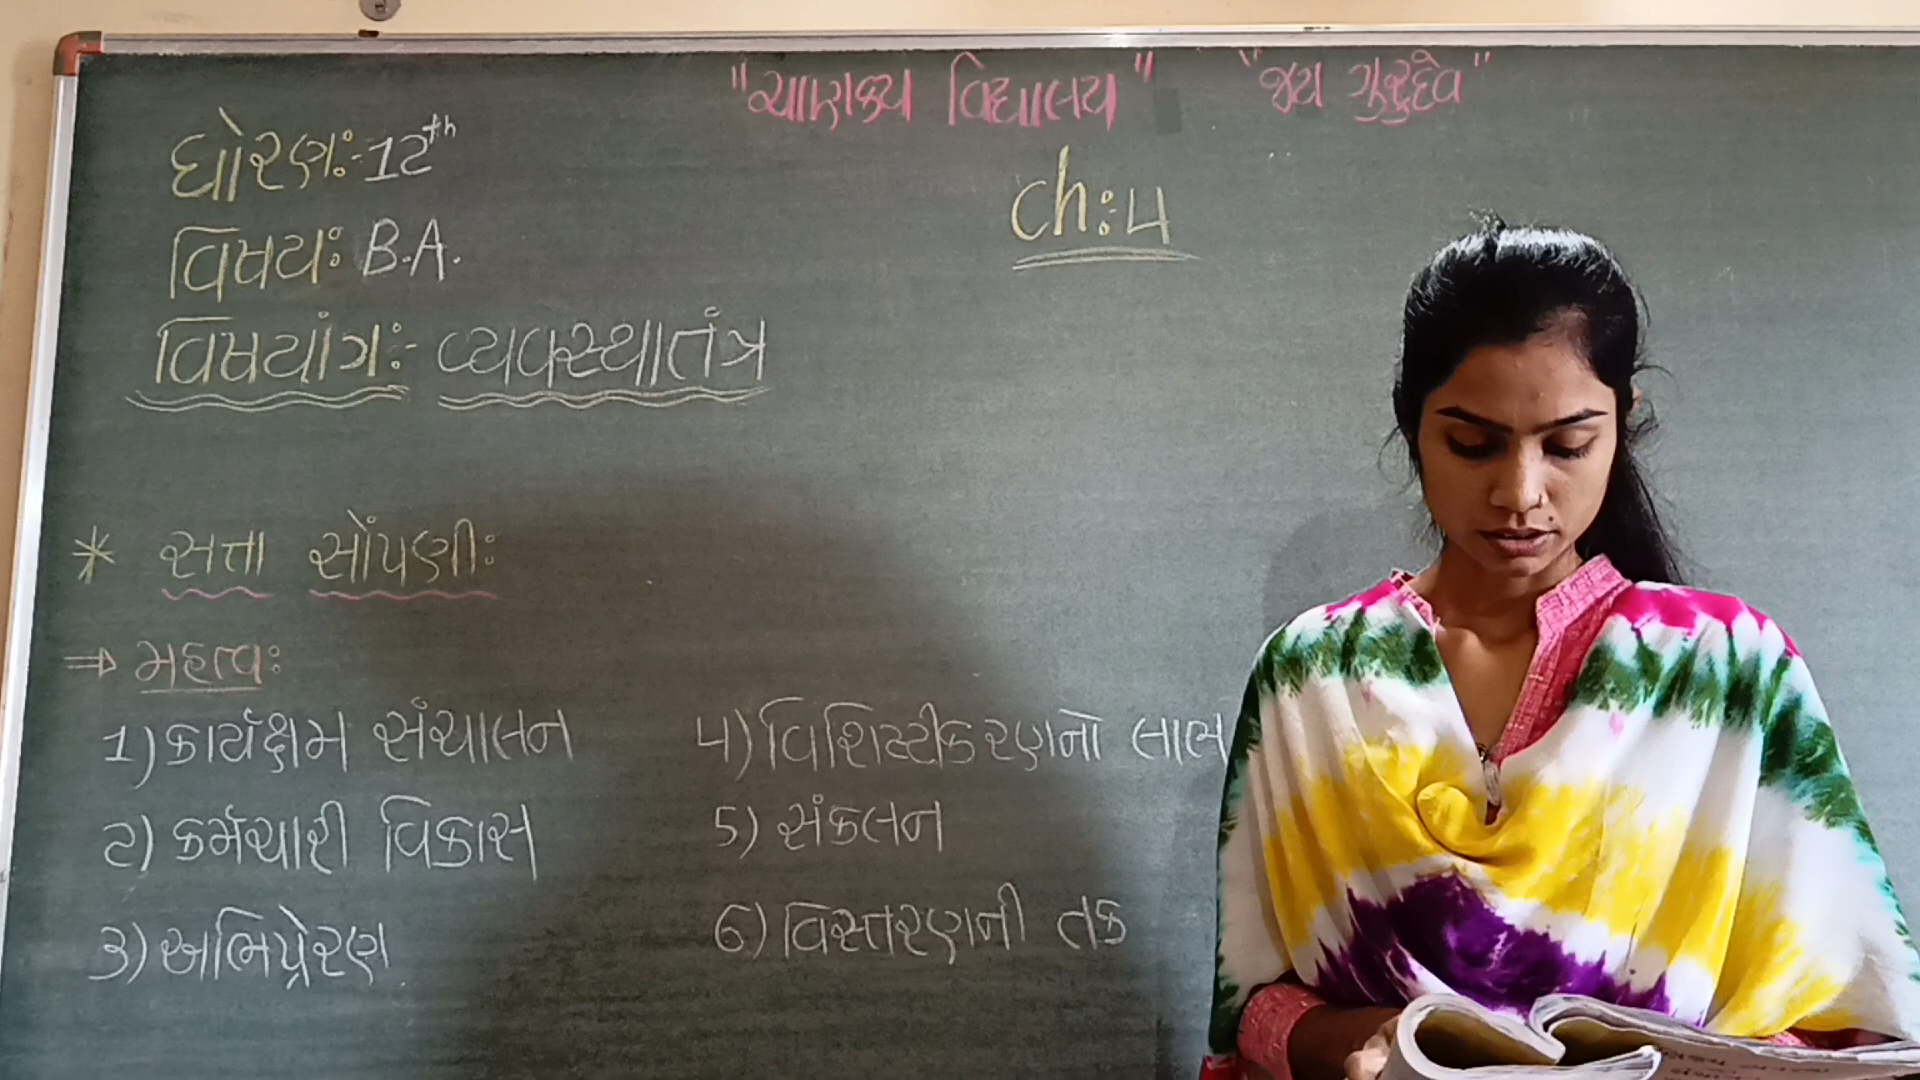 "ચાણક્ય વિદ્યાલય" "જય ગુરુદેવ"
ધોરણઃ-12th
Ch:-4
વિષયઃ B.A.
વિષયાંગઃ- વ્યવસ્થાતંત્ર
* સત્તા સોંપણીઃ
⇒ મહત્વઃ
1) કાર્યક્ષમ સંચાલન
2) કર્મચારી વિકાસ
3) અભિપ્રેરણ
4) વિશિષ્ટીકરણનો લાભ
5) સંકલન
6) વિસ્તરણની તક